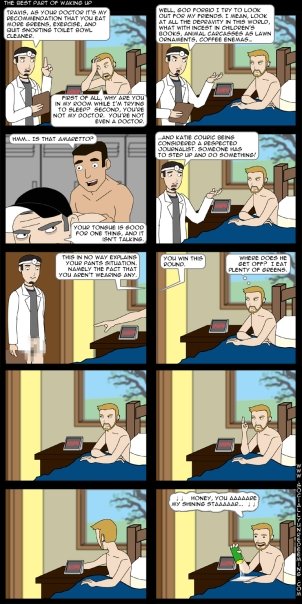 THE BEST PART OF WAKING UP
TRAVIS, AS YOUR DOCTOR IT'S MY
RECOMMENDATION THAT YOU EAT
MORE GREENS, EXERCISE, AND
QUIT SNORTING TOILET BOWL
CLEANER.
FIRST OF ALL, WHY ARE YOU
IN MY ROOM WHILE I'M TRYING
TO SLEEP? SECOND, YOU'RE
NOT MY DOCTOR. YOU'RE NOT
EVEN A DOCTOR.
WELL, GOD FORBID I TRY TO LOOK
OUT FOR MY FRIENDS. I MEAN, LOOK
AT ALL THE DEPRAVITY IN THIS WORLD,
WHAT WITH INCEST IN CHILDREN'S
BOOKS, ANIMAL CARCASSES AS LAWN
ORNAMENTS, COFFEE ENEMAS...
HMM... IS THAT AMARETTO?
YOUR TONGUE IS GOOD
FOR ONE THING, AND IT
ISN'T TALKING.
...AND KATIE COURIC BEING
CONSIDERED A RESPECTED
JOURNALIST. SOMEONE HAS
TO STEP UP AND DO SOMETHING!
THIS IN NO WAY EXPLAINS
YOUR PANTS SITUATION,
NAMELY THE FACT THAT
YOU AREN'T WEARING ANY.
YOU WIN THIS
ROUND.
WHERE DOES HE
GET OFF? I EAT
PLENTY OF GREENS.
♪♪ HONEY, YOU AAAAARE
MY SHINING STAAAAAR... ♪♪
WWW.SOCIALLYUNREDEEMING.COM